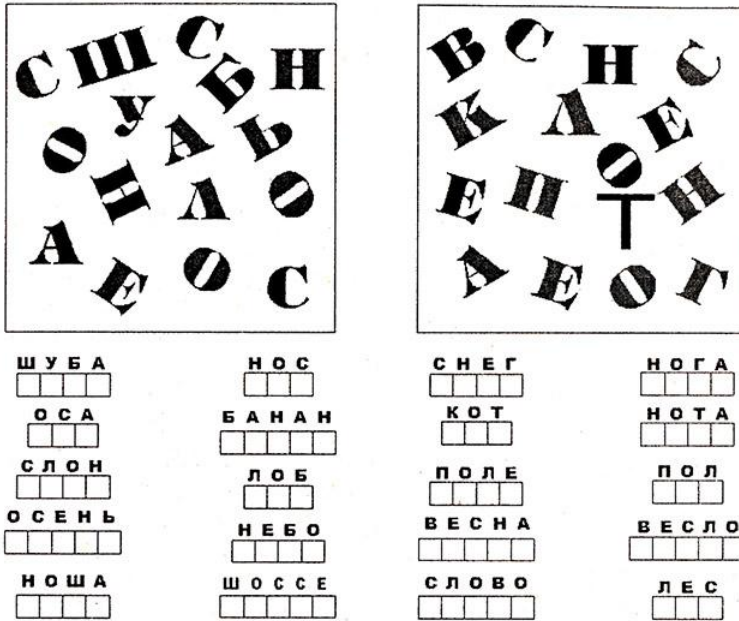 С Ш С Б Н
О У А Ь
Н Л О
А Е О С
В С Н С
К Л О Е
Е П Т Н
А Е О Г
ШУБА
ОСА
СЛОН
ОСЕНЬ
НОША
НОС
БАНАН
ЛОБ
НЕБО
ШОССЕ
СНЕГ
КОТ
ПОЛЕ
ВЕСНА
СЛОВО
НОГА
НОТА
ПОЛ
ВЕСЛО
ЛЕС